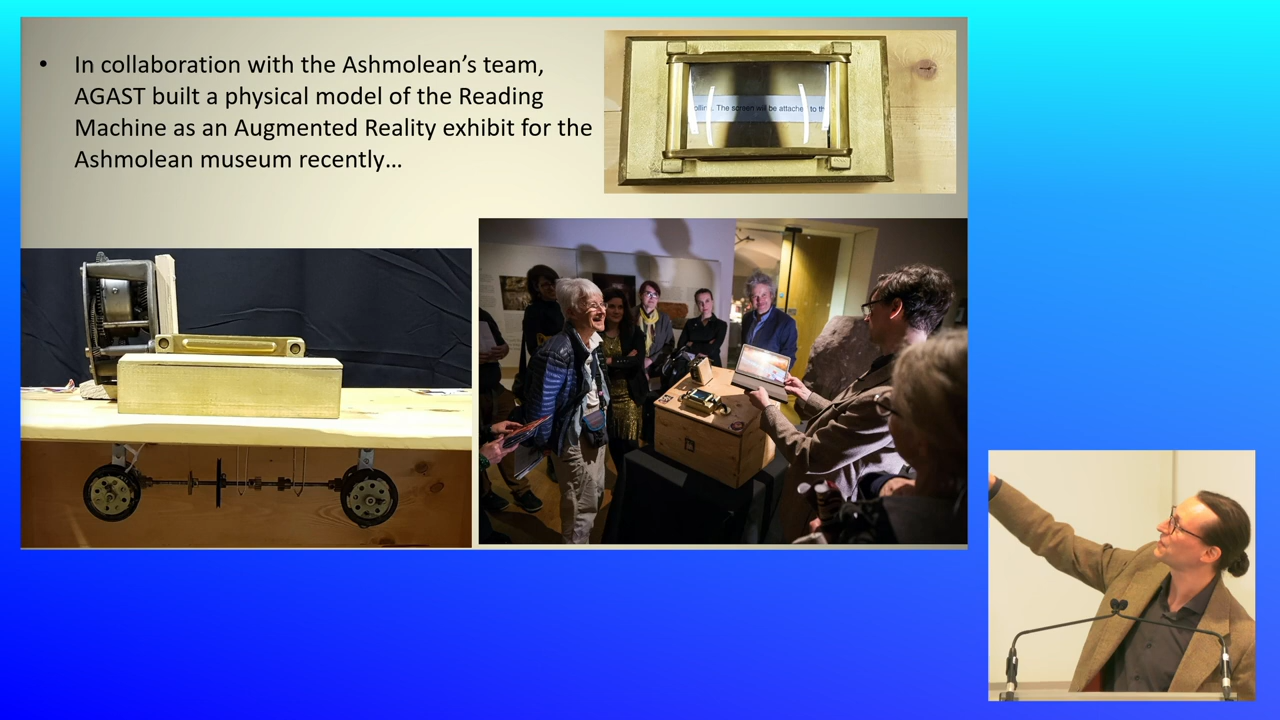 • In collaboration with the Ashmolean’s team,
AGAST built a physical model of the Reading
Machine as an Augmented Reality exhibit for the
Ashmolean museum recently…
The screen will be attached to th